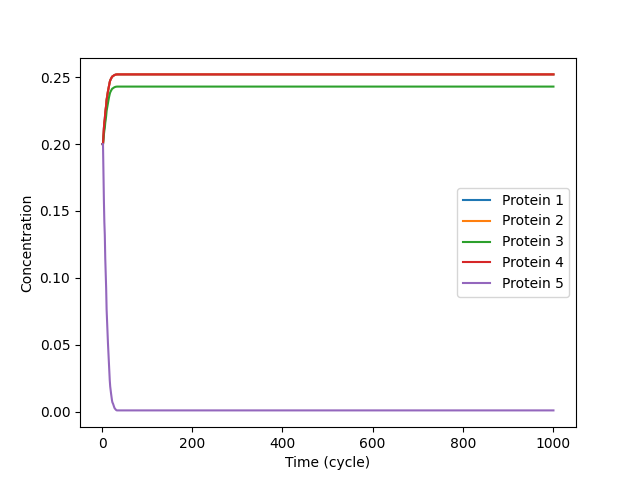 Concentration
0.25
0.20
0.15
0.10
0.05
0.00
Protein 1
Protein 2
Protein 3
Protein 4
Protein 5
0 200 400 600 800 1000
Time (cycle)